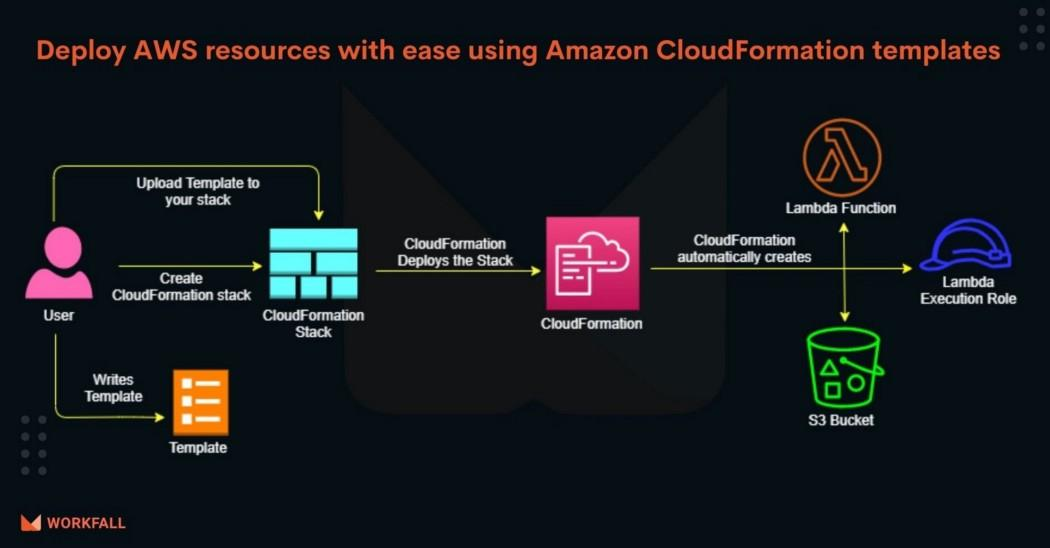 Deploy AWS resources with ease using Amazon CloudFormation templates
Upload Template to
your stack
Create
CloudFormation stack
User
Writes
Template
Template
CloudFormation
Stack
CloudFormation
Deploys the Stack
CloudFormation
CloudFormation
automatically creates
Lambda Function
Lambda
Execution Role
S3 Bucket
WORKFALL